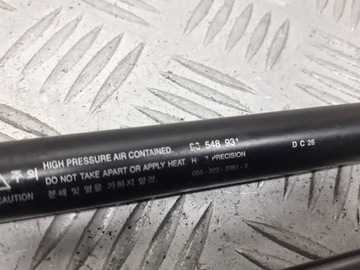 주의 HIGH PRESSURE AIR CONTAINED. 548 931 D C 26
CAUTION DO NOT TAKE APART OR APPLY HEAT. PRECISION
분해 및 열을 가하지 말것.